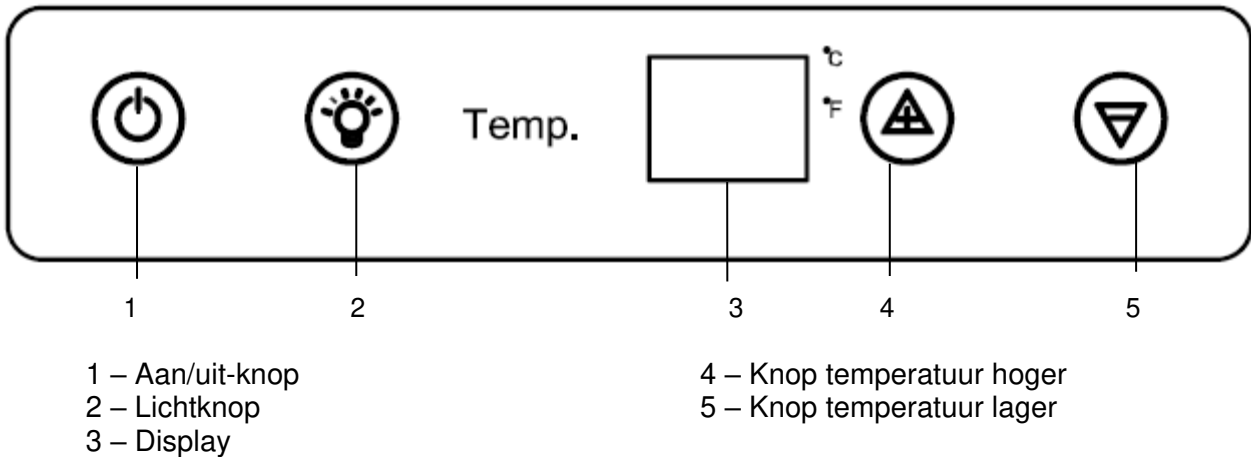 °C
Temp.
°F
1 2 3 4 5
1 – Aan/uit-knop
2 – Lichtknop
3 – Display
4 – Knop temperatuur hoger
5 – Knop temperatuur lager